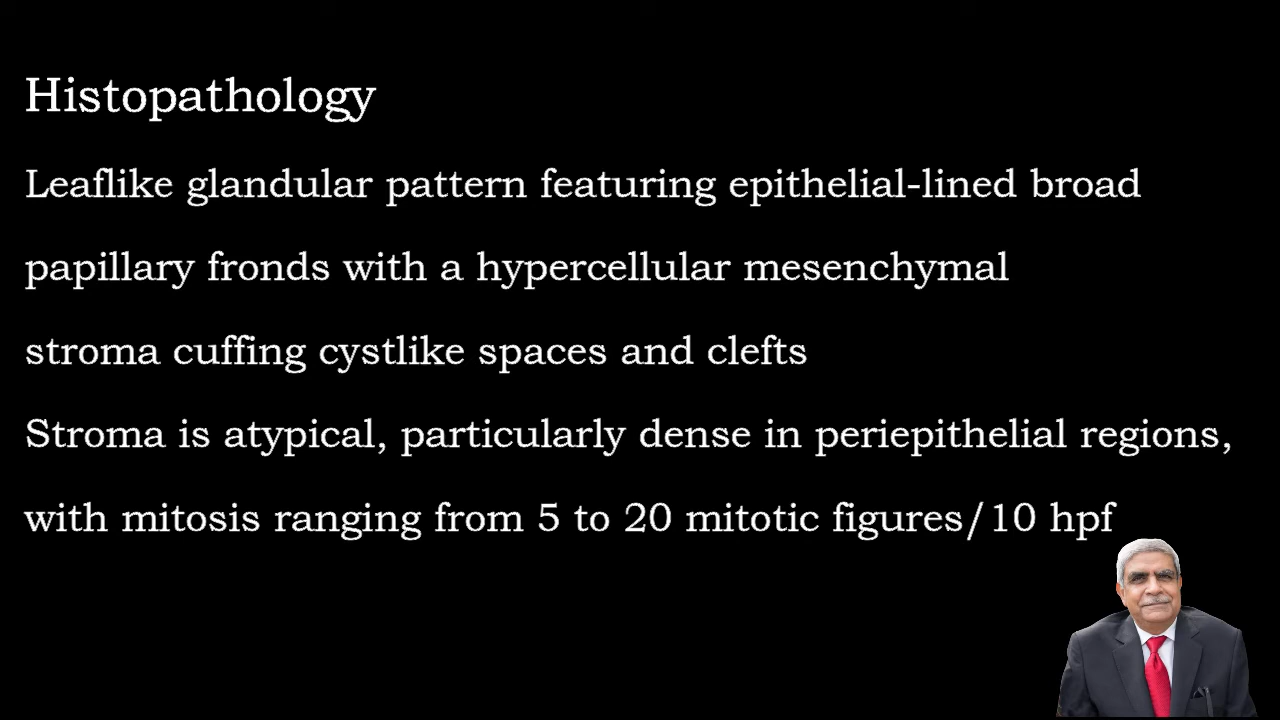 Histopathology
Leaflike glandular pattern featuring epithelial-lined broad
papillary fronds with a hypercellular mesenchymal
stroma cuffing cystlike spaces and clefts
Stroma is atypical, particularly dense in periepithelial regions,
with mitosis ranging from 5 to 20 mitotic figures/10 hpf